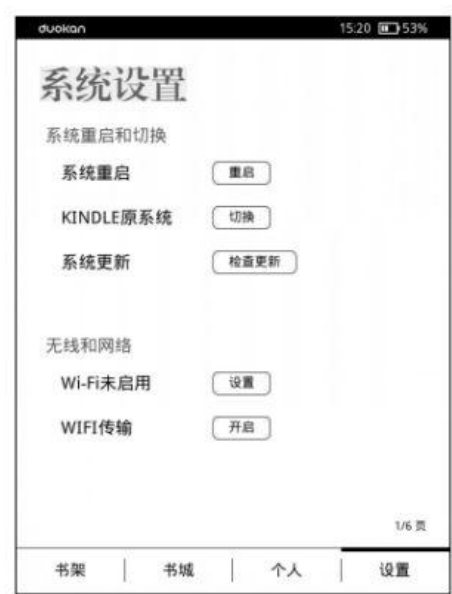 duokan 15:20 53%
系统设置
系统重启和切换
系统重启 重启
KINDLE原系统 切换
系统更新 检查更新
无线和网络
Wi-Fi未启用 设置
WIFI传输 开启
1/6 页
书架 书城 个人 设置